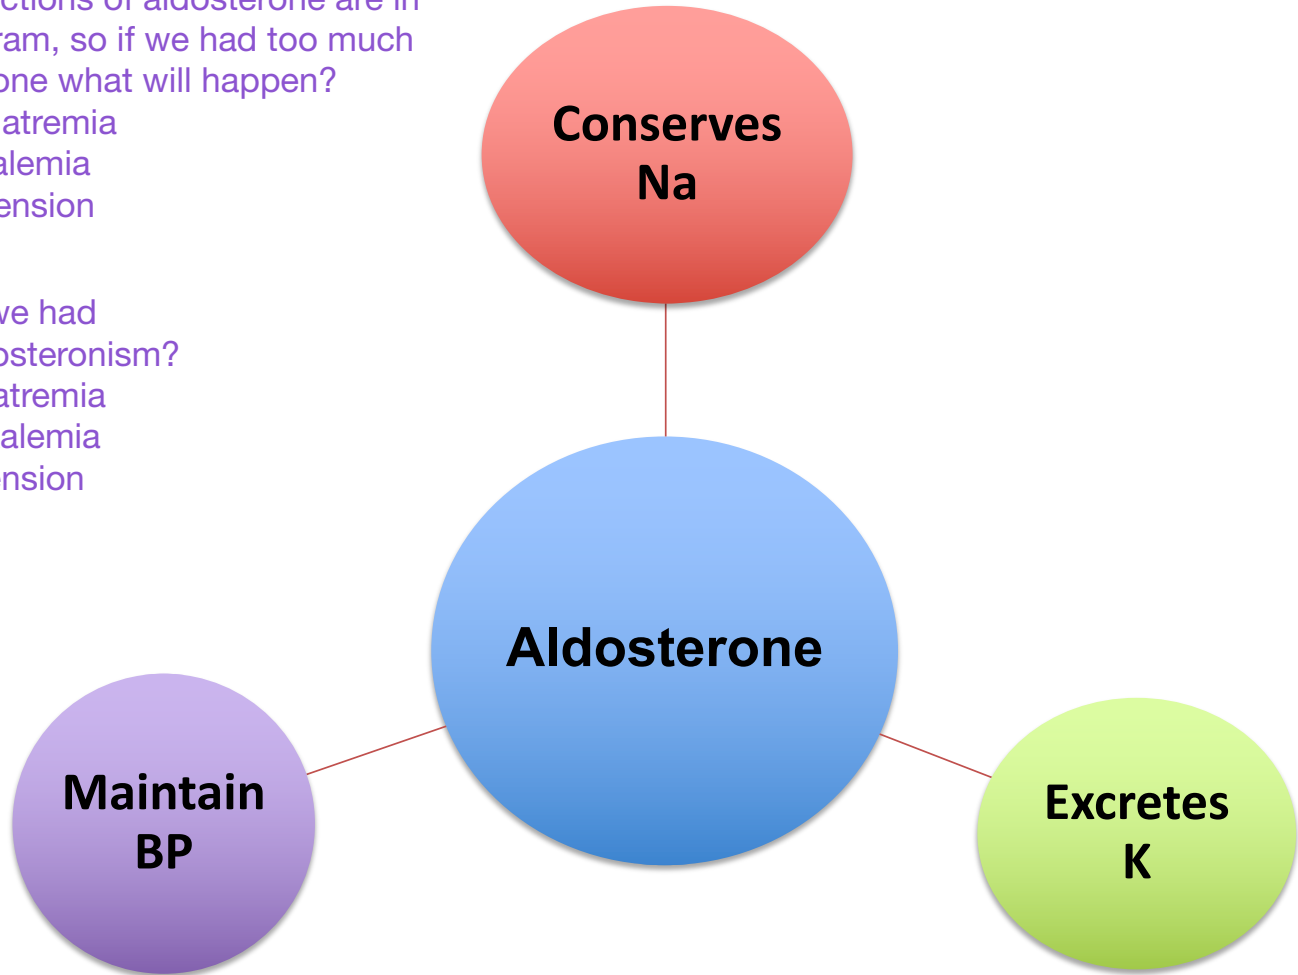 ctions of aldosterone are in
ram, so if we had too much
one what will happen?
atremia
alemia
ension
we had
osteronism?
atremia
alemia
ension
Conserves
Na
Aldosterone
Maintain
BP
Excretes
K